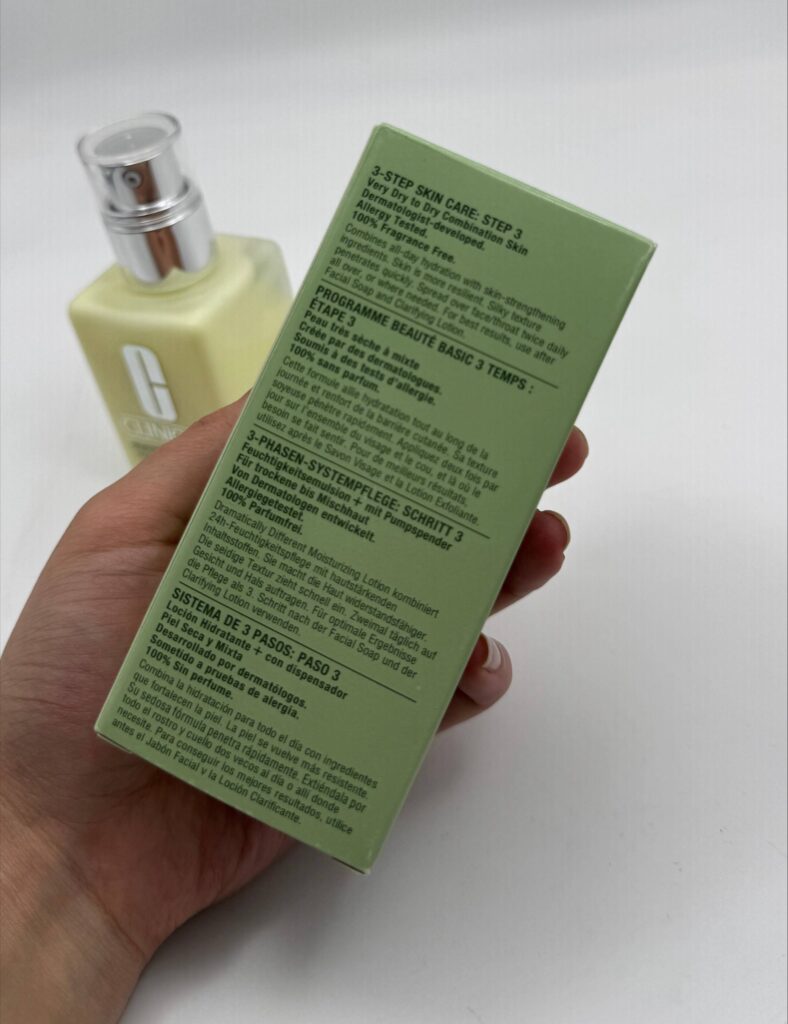 C
CLINIQUE
3-STEP SKIN CARE: STEP 3
Very Dry to Dry Combination Skin
Dermatologist-developed.
Allergy Tested.
100% Fragrance Free.
Combines all-day hydration with skin-strengthening
ingredients. Skin is more resilient. Silky texture
penetrates quickly. Spread over face/throat twice daily
all over, or where needed. For best results, use after
Facial Soap and Clarifying Lotion.
PROGRAMME BEAUTÉ BASIC 3 TEMPS :
ÉTAPE 3
Peau très sèche à mixte
Créée par des dermatologues.
Soumis à des tests d'allergie.
100% sans parfum.
Cette formule allie hydratation tout au long de la
journée et renfort de la barrière cutanée. Sa texture
soyeuse pénètre rapidement. Appliquez deux fois par
jour sur l'ensemble du visage et le cou, et là où le
besoin se fait sentir. Pour de meilleurs résultats,
utilisez après le Savon Visage et la Lotion Exfoliante.
3-PHASEN-SYSTEMPFLEGE: SCHRITT 3
Feuchtigkeitsemulsion + mit Pumpspender
Für trockene bis Mischhaut
Von Dermatologen entwickelt.
Allergiegetestet.
100% Parfumfrei.
Dramatically Different Moisturizing Lotion kombiniert
24h-Feuchtigkeitspflege mit hautstärkenden
Inhaltsstoffen. Sie macht die Haut widerstandsfähiger.
Die seidige Textur zieht schnell ein. Zweimal täglich auf
Gesicht und Hals auftragen. Für optimale Ergebnisse
die Pflege als 3. Schritt nach der Facial Soap und der
Clarifying Lotion verwenden.
SISTEMA DE 3 PASOS: PASO 3
Loción Hidratante + con dispensador
Piel Seca y Mixta
Desarrollado por dermatólogos.
Sometido a pruebas de alergia.
100% Sin perfume.
Combina la hidratación para todo el día con ingredientes
que fortalecen la piel. La piel se vuelve más resistente.
Su sedosa fórmula penetra rápidamente. Extiéndala por
todo el rostro y cuello dos veces al día o allí donde
necesite. Para conseguir los mejores resultados, utilice
antes el Jabón Facial y la Loción Clarificante.